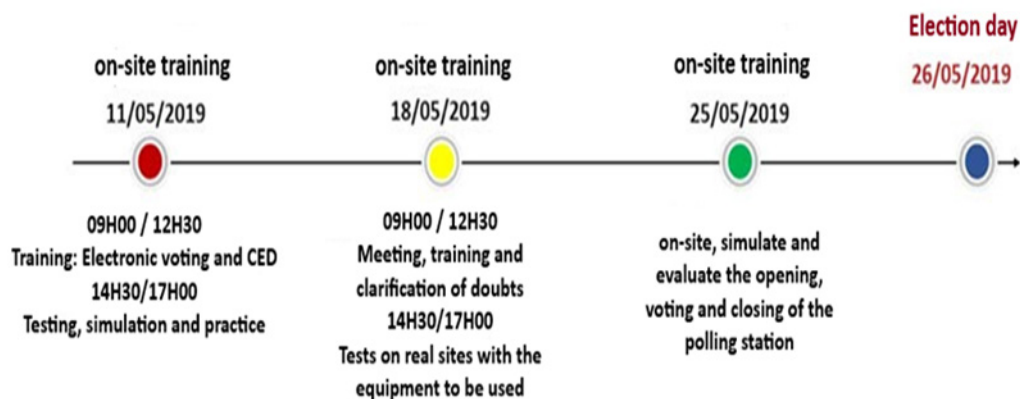 Election day
26/05/2019
on-site training
11/05/2019
on-site training
18/05/2019
on-site training
25/05/2019
09H00 / 12H30
Training: Electronic voting and CED
14H30/17H00
Testing, simulation and practice
09H00 / 12H30
Meeting, training and
clarification of doubts
14H30/17H00
Tests on real sites with the
equipment to be used
on-site, simulate and
evaluate the opening,
voting and closing of the
polling station